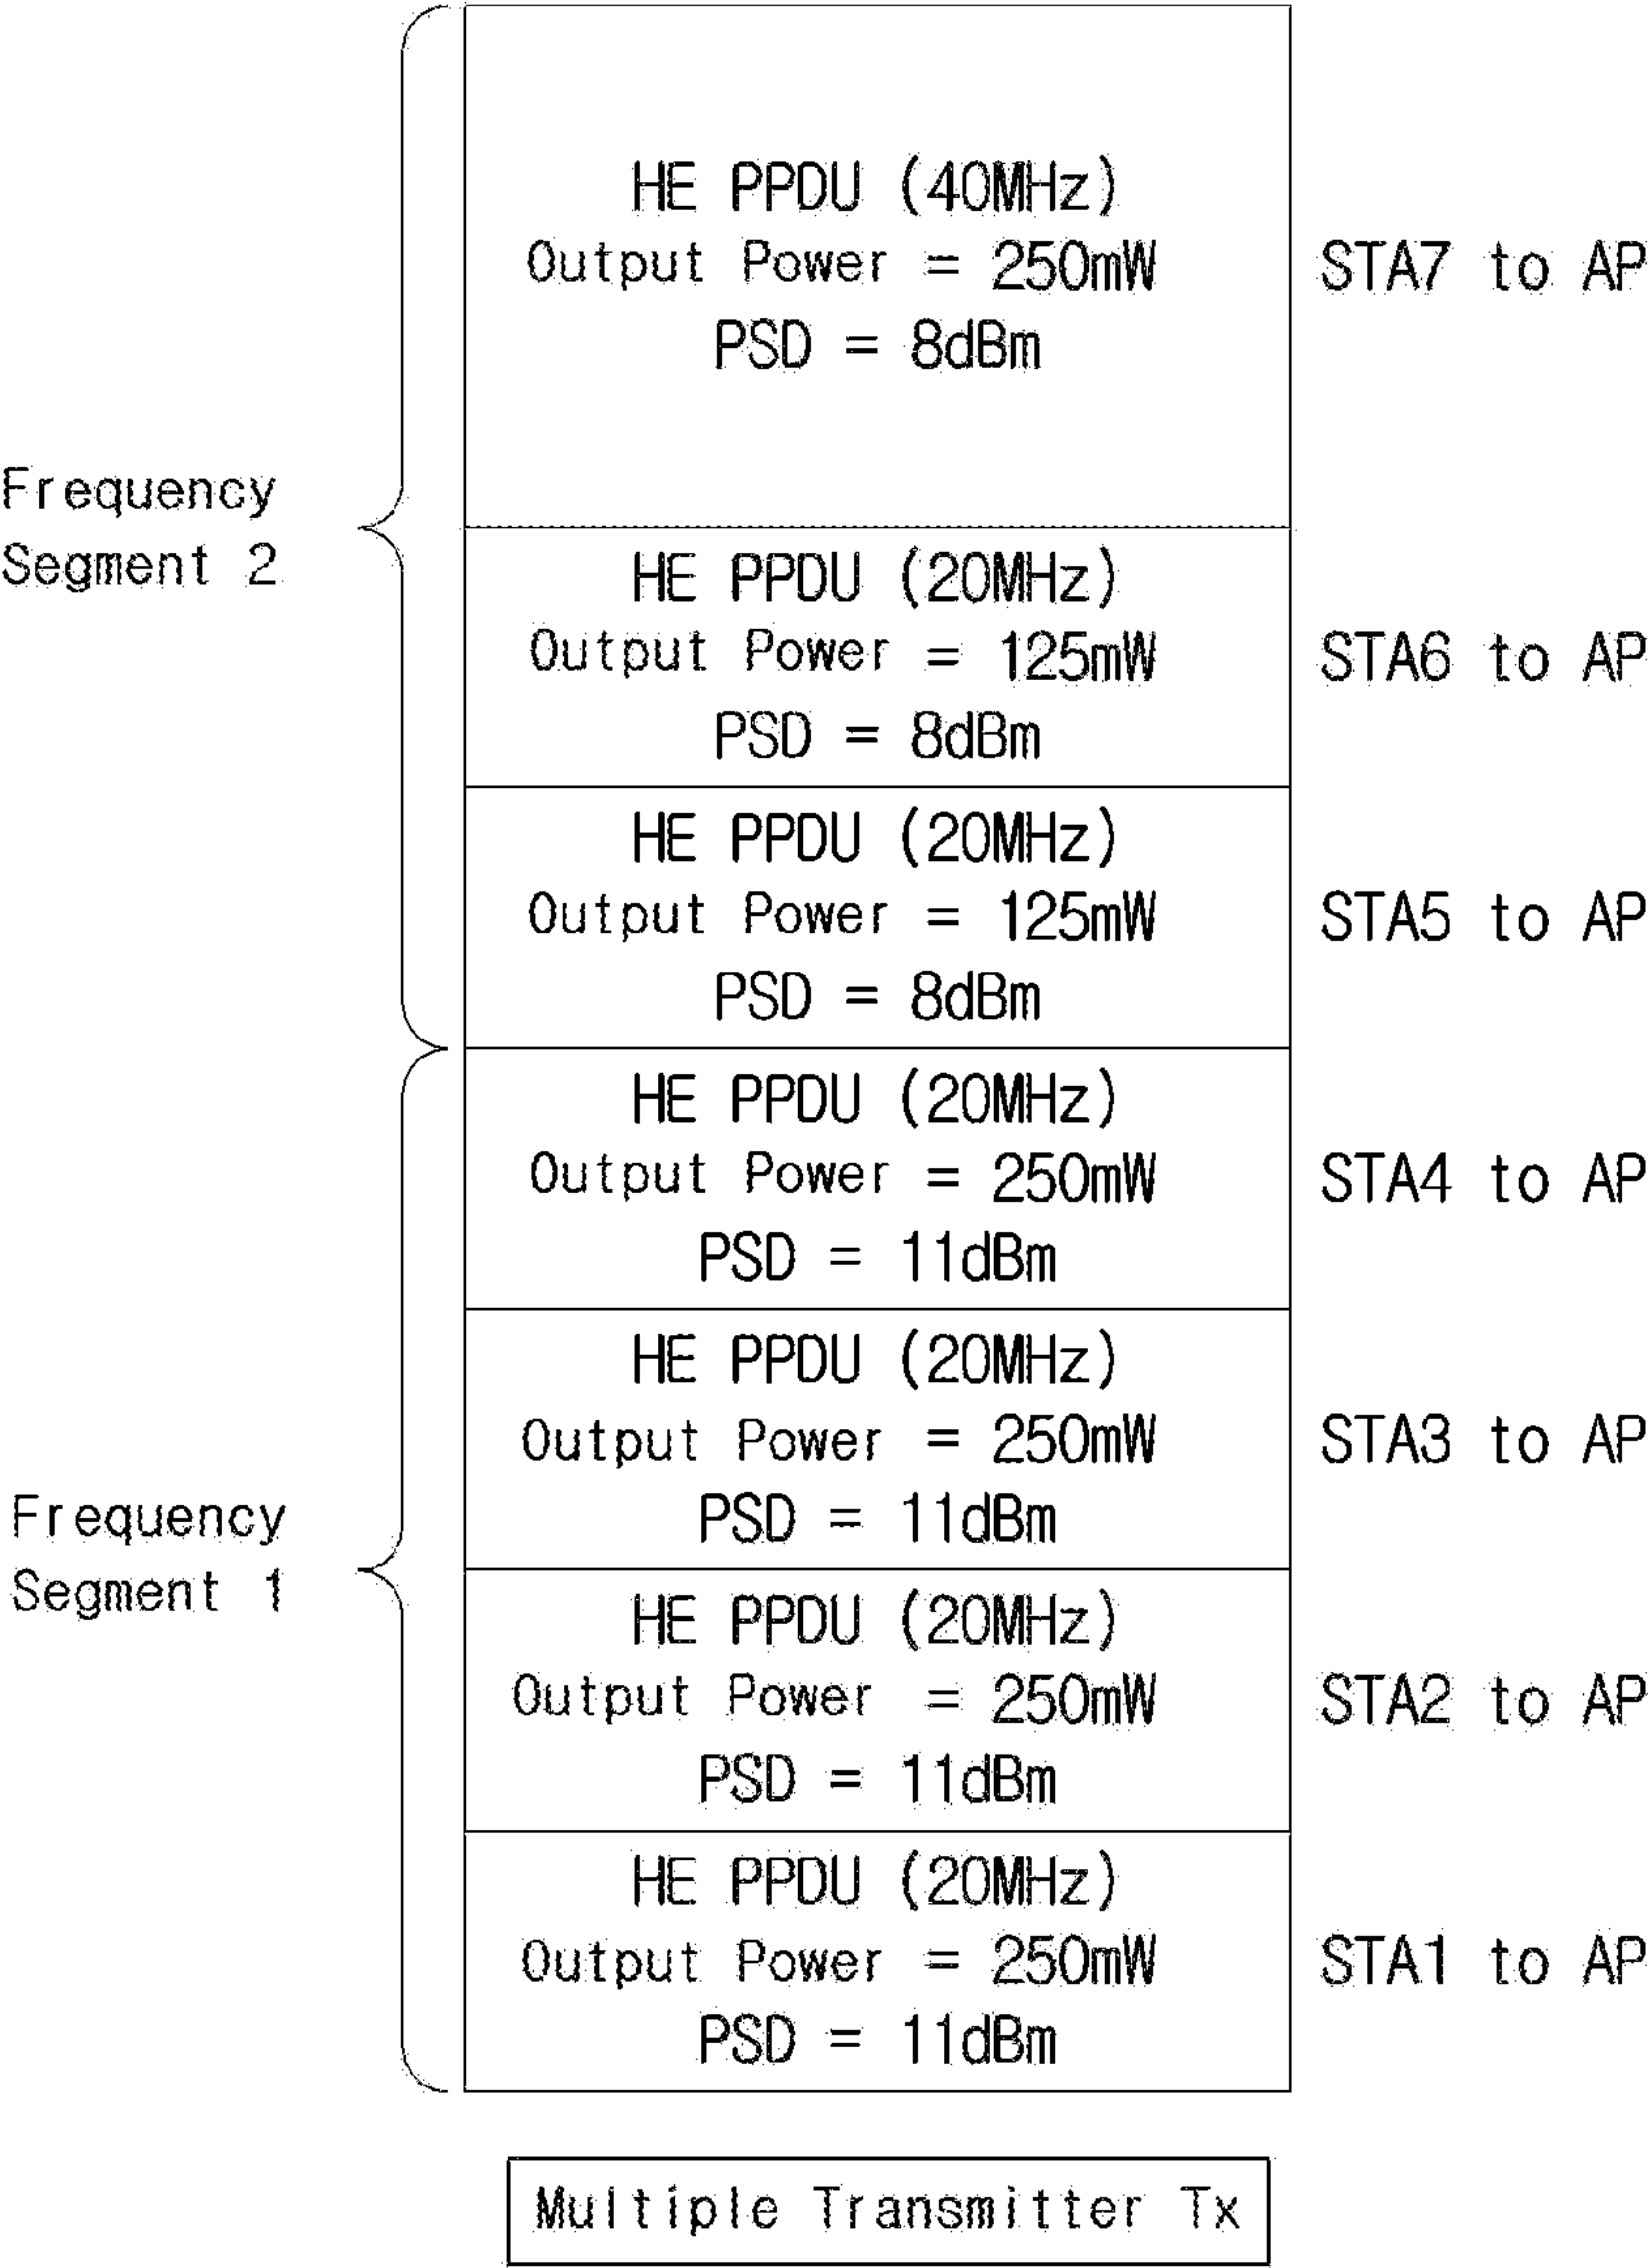 HE PPDU (40MHz)
Output Power = 250mW
PSD = 8dBm
STA7 to AP
Frequency
Segment 2
HE PPDU (20MHz)
Output Power = 125mW
PSD = 8dBm
STA6 to AP
HE PPDU (20MHz)
Output Power = 125mW
PSD = 8dBm
STA5 to AP
HE PPDU (20MHz)
Output Power = 250mW
PSD = 11dBm
STA4 to AP
HE PPDU (20MHz)
Output Power = 250mW
PSD = 11dBm
STA3 to AP
Frequency
Segment 1
HE PPDU (20MHz)
Output Power = 250mW
PSD = 11dBm
STA2 to AP
HE PPDU (20MHz)
Output Power = 250mW
PSD = 11dBm
STA1 to AP
Multiple Transmitter Tx